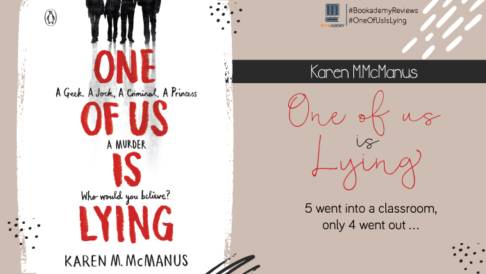 ONE
A Geek, A Jock, A Criminal, A Princess
OF US
A MURDER
IS
Who would you believe?
LYING
KAREN M. McMANUS
#BookademyReviews
#OneOfUsIsLying
Karen M.McManus
One of us
is
Lying
5 went into a classroom,
only 4 went out ...